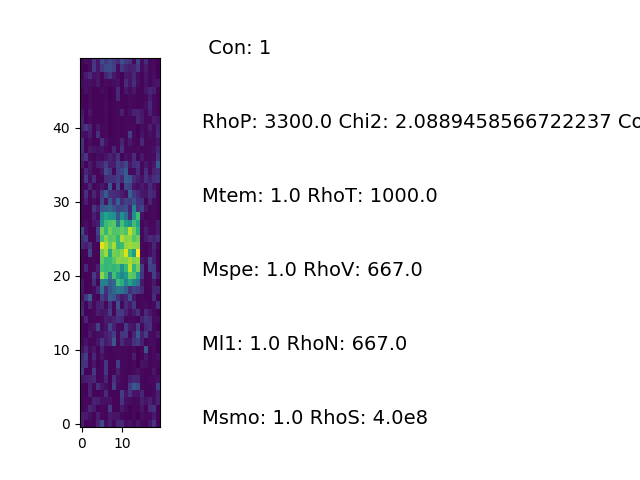 Con: 1
RhoP: 3300.0 Chi2: 2.0889458566722237 Co
Mtem: 1.0 RhoT: 1000.0
Mspe: 1.0 RhoV: 667.0
Ml1: 1.0 RhoN: 667.0
Msmo: 1.0 RhoS: 4.0e8
40
30
20
10
0
0 10